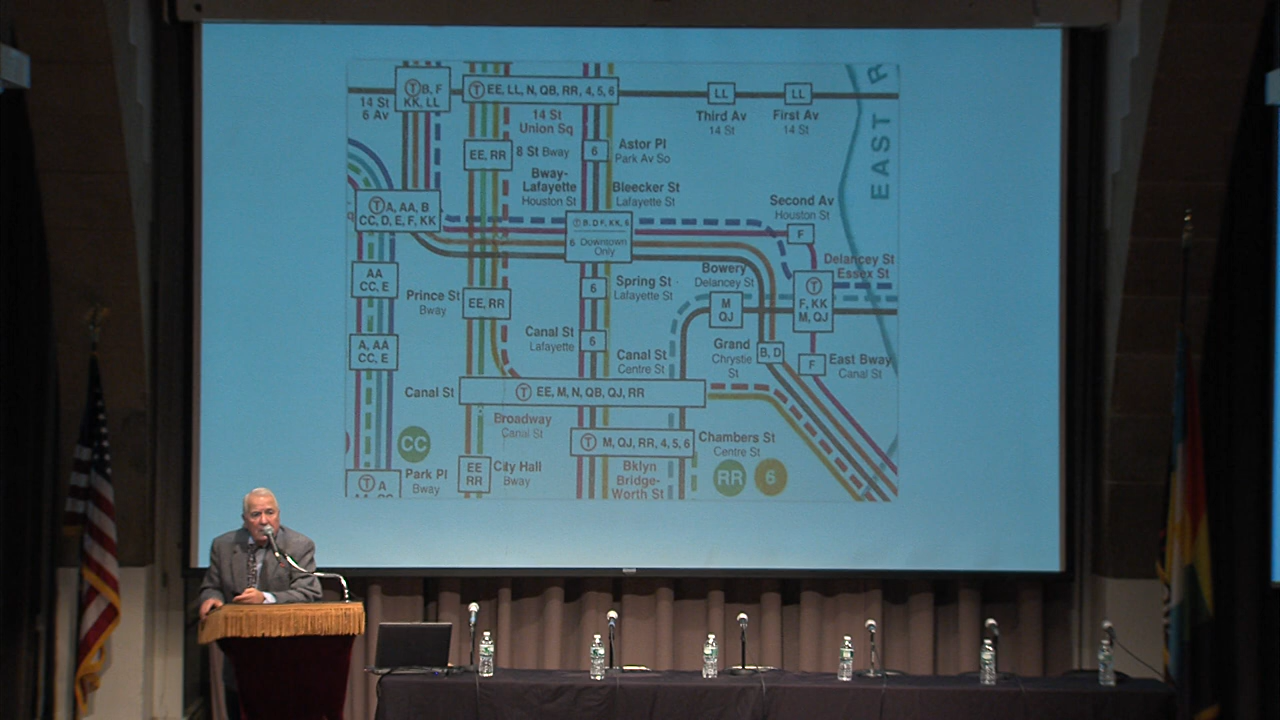 T B, F
KK, LL
14 St
6 Av
T EE, LL, N, QB, RR, 4, 5, 6
14 St
Union Sq
LL
Third Av
14 St
LL
First Av
14 St
EAST R
EE, RR
8 St Bway
6
Astor Pl
Park Av So
T A, AA, B
CC, D, E, F, KK
Bway-
Lafayette
Houston St
Bleecker St
Lafayette St
T B, D F, KK, 6
6 Downtown
Only
Second Av
Houston St
F
AA
CC, E
Prince St
Bway
EE, RR
6
Spring St
Lafayette St
Bowery
Delancey St
M
QJ
Delancey St
Essex St
T
F, KK
M, QJ
A, AA
CC, E
Canal St
Lafayette
6
Canal St
Centre St
Grand
Chrystie
St
B, D
F
East Bway
Canal St
Canal St
T EE, M, N, QB, QJ, RR
Broadway
Canal St
CC
T M, QJ, RR, 4, 5, 6
Chambers St
Centre St
T A
Park Pl
Bway
EE
RR
City Hall
Bway
Bklyn
Bridge-
Worth St
RR
6